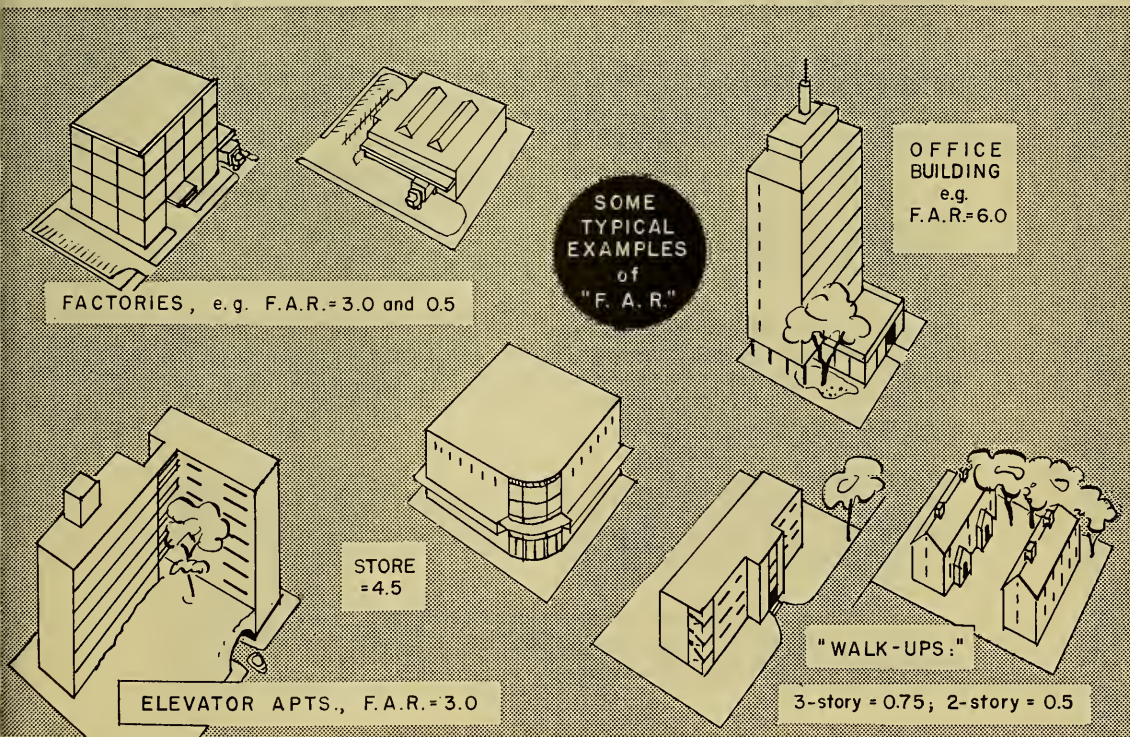 FACTORIES, e.g. F.A.R.= 3.0 and 0.5
SOME
TYPICAL
EXAMPLES
of
"F. A. R."
OFFICE
BUILDING
e.g.
F.A.R.= 6.0
ELEVATOR APTS., F.A.R.= 3.0
STORE
= 4.5
"WALK-UPS:"
3-story = 0.75; 2-story = 0.5